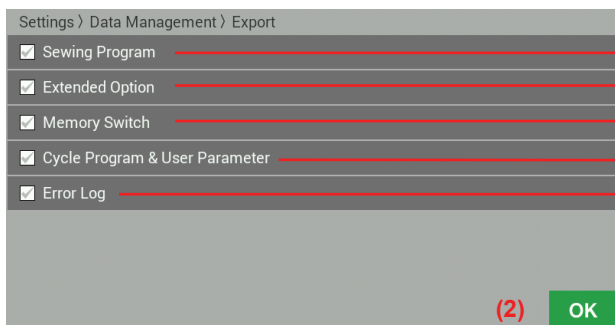 Settings 〉 Data Management 〉 Export
Sewing Program
Extended Option
Memory Switch
Cycle Program & User Parameter
Error Log
(2) OK